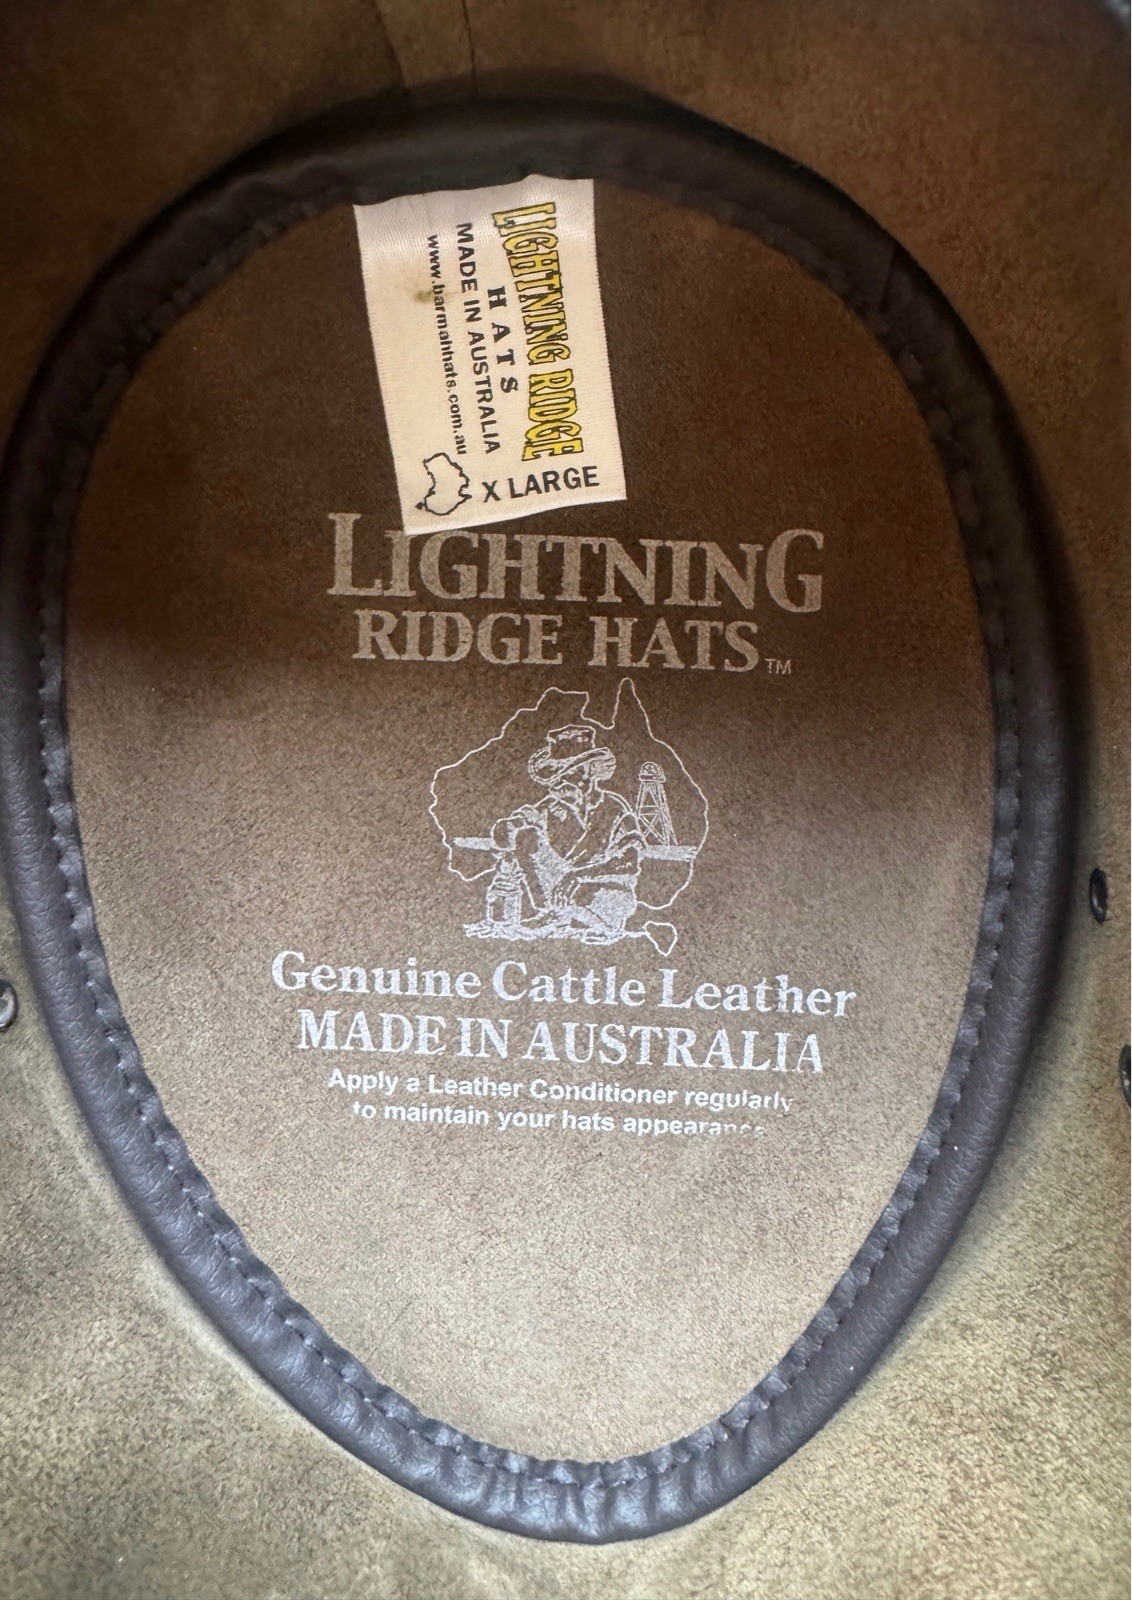 LIGHTNING RIDGE
HATS
MADE IN AUSTRALIA
www.barmahhats.com.au
X LARGE
LIGHTNING
RIDGE HATS TM
Genuine Cattle Leather
MADE IN AUSTRALIA
Apply a Leather Conditioner regularly
to maintain your hats appearance